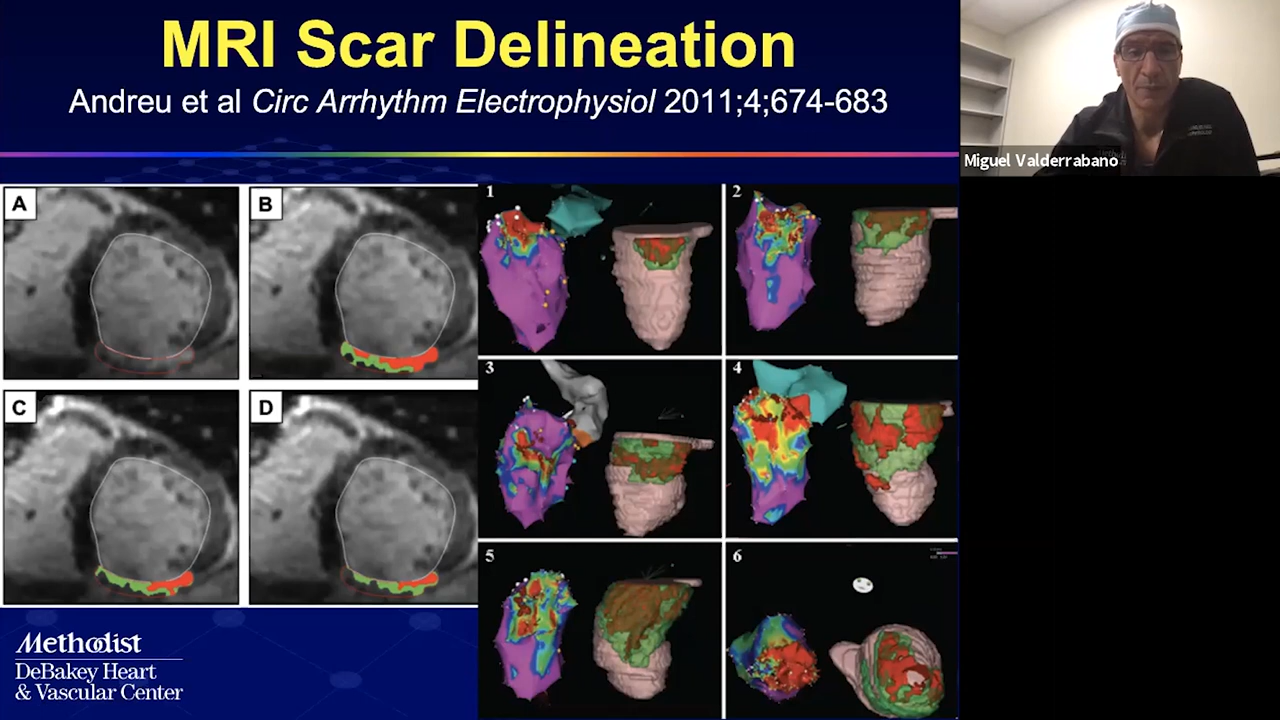 MRI Scar Delineation
Andreu et al Circ Arrhythm Electrophysiol 2011;4;674-683
Miguel Valderrabano
A
B
C
D
1
2
3
4
5
6
Methodist
DeBakey Heart
& Vascular Center